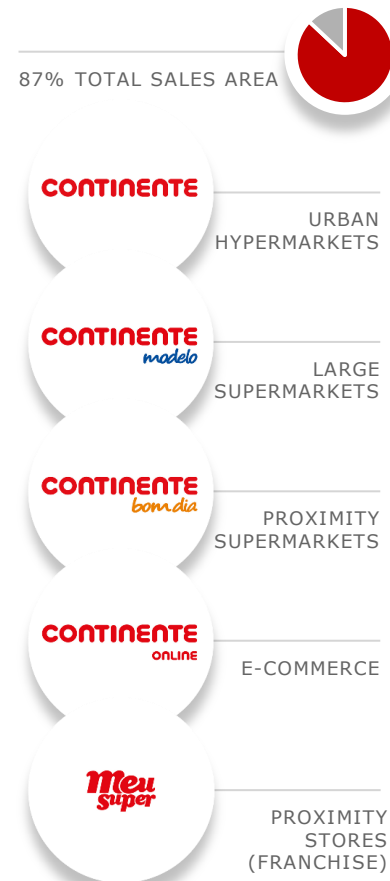 87% TOTAL SALES AREA
CONTINENTE
URBAN
HYPERMARKETS
CONTINENTE
modelo
LARGE
SUPERMARKETS
CONTINENTE
bom dia
PROXIMITY
SUPERMARKETS
CONTINENTE
ONLINE
E-COMMERCE
Meu
super
PROXIMITY
STORES
(FRANCHISE)